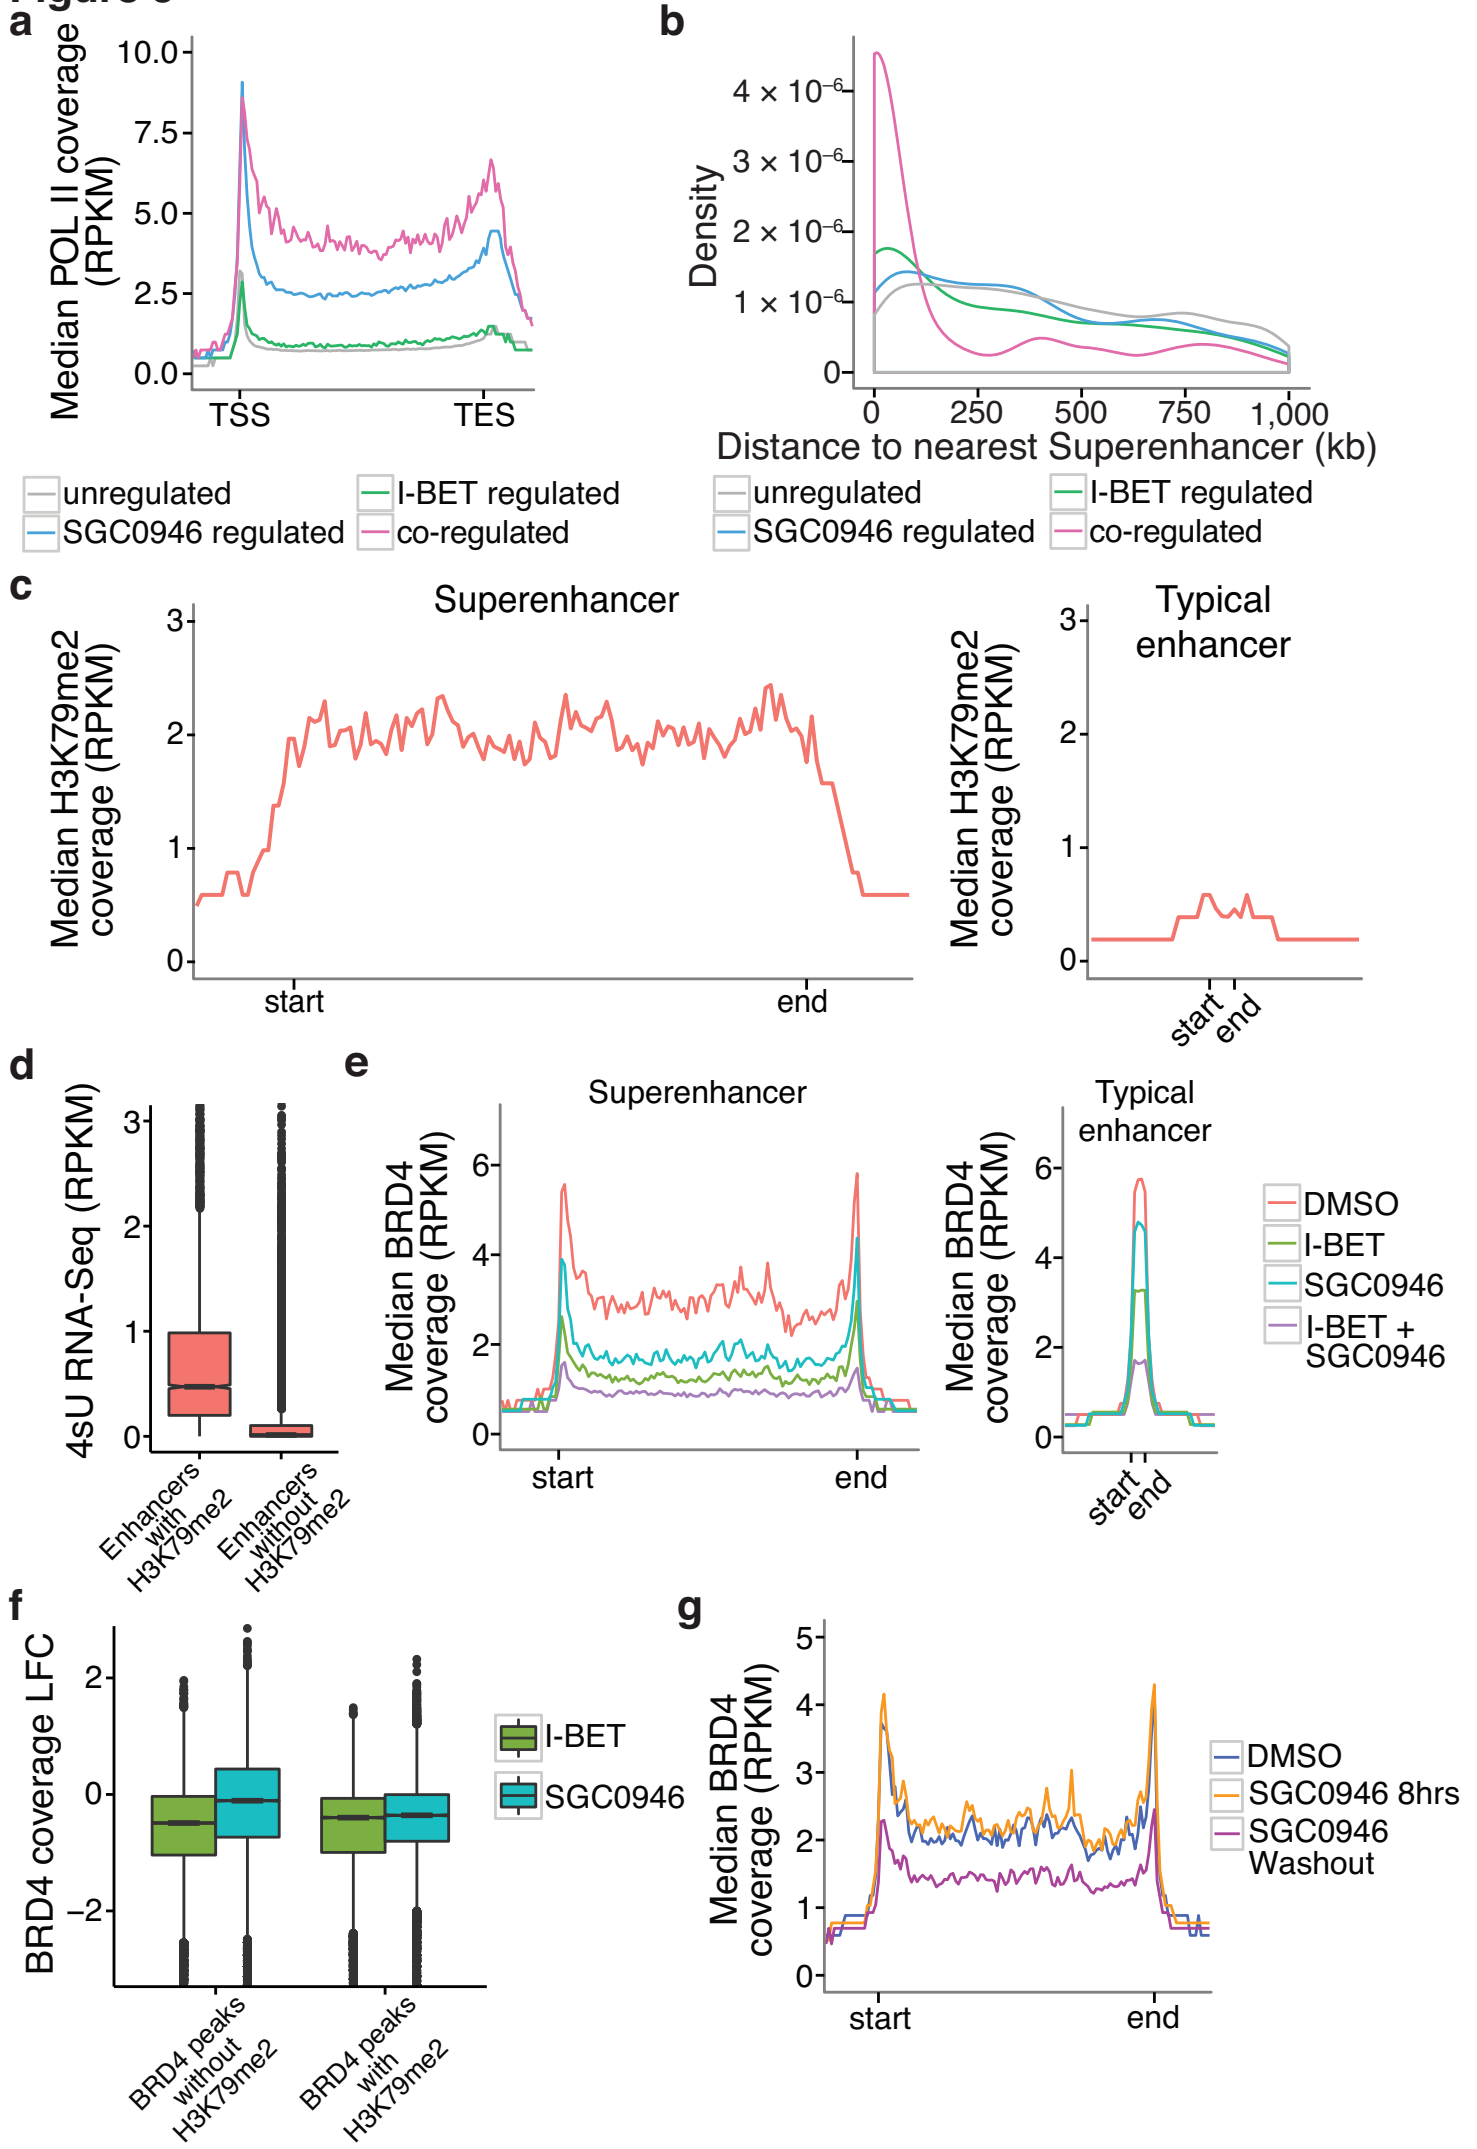 a
Median POL II coverage
(RPKM)
10.0
7.5
5.0
2.5
0.0
TSS
TES
unregulated
I-BET regulated
SGC0946 regulated
co-regulated
b
Density
4 × 10⁻⁶
3 × 10⁻⁶
2 × 10⁻⁶
1 × 10⁻⁶
0
0
250
500
750
1,000
Distance to nearest Superenhancer (kb)
unregulated
I-BET regulated
SGC0946 regulated
co-regulated
c
Superenhancer
Median H3K79me2
coverage (RPKM)
3
2
1
0
start
end
Typical
enhancer
Median H3K79me2
coverage (RPKM)
3
2
1
0
start
end
d
4sU RNA-Seq (RPKM)
3
2
1
0
Enhancers
with
H3K79me2
Enhancers
without
H3K79me2
e
Superenhancer
Median BRD4
coverage (RPKM)
6
4
2
0
start
end
Typical
enhancer
Median BRD4
coverage (RPKM)
6
4
2
0
start
end
DMSO
I-BET
SGC0946
I-BET +
SGC0946
f
BRD4 coverage LFC
2
0
−2
BRD4 peaks
without
H3K79me2
BRD4 peaks
with
H3K79me2
I-BET
SGC0946
g
Median BRD4
coverage (RPKM)
5
4
3
2
1
0
start
end
DMSO
SGC0946 8hrs
SGC0946
Washout